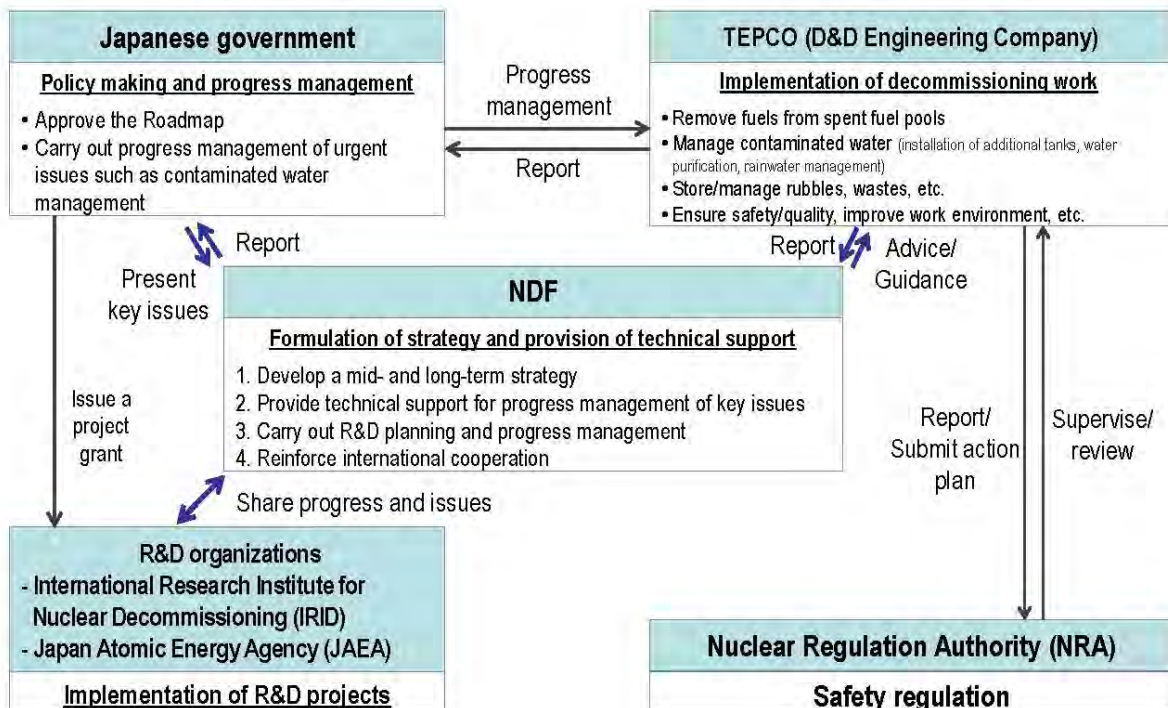 Japanese government
Policy making and progress management
• Approve the Roadmap
• Carry out progress management of urgent
issues such as contaminated water
management
Progress
management
Report
TEPCO (D&D Engineering Company)
Implementation of decommissioning work
• Remove fuels from spent fuel pools
• Manage contaminated water (installation of additional tanks, water
purification, rainwater management)
• Store/manage rubbles, wastes, etc.
• Ensure safety/quality, improve work environment, etc.
Report
Present
key issues
Report
Advice/
Guidance
NDF
Formulation of strategy and provision of technical support
1. Develop a mid- and long-term strategy
2. Provide technical support for progress management of key issues
3. Carry out R&D planning and progress management
4. Reinforce international cooperation
Issue a
project
grant
Report/
Submit action
plan
Supervise/
review
Share progress and issues
R&D organizations
- International Research Institute for
Nuclear Decommissioning (IRID)
- Japan Atomic Energy Agency (JAEA)
Implementation of R&D projects
Nuclear Regulation Authority (NRA)
Safety regulation